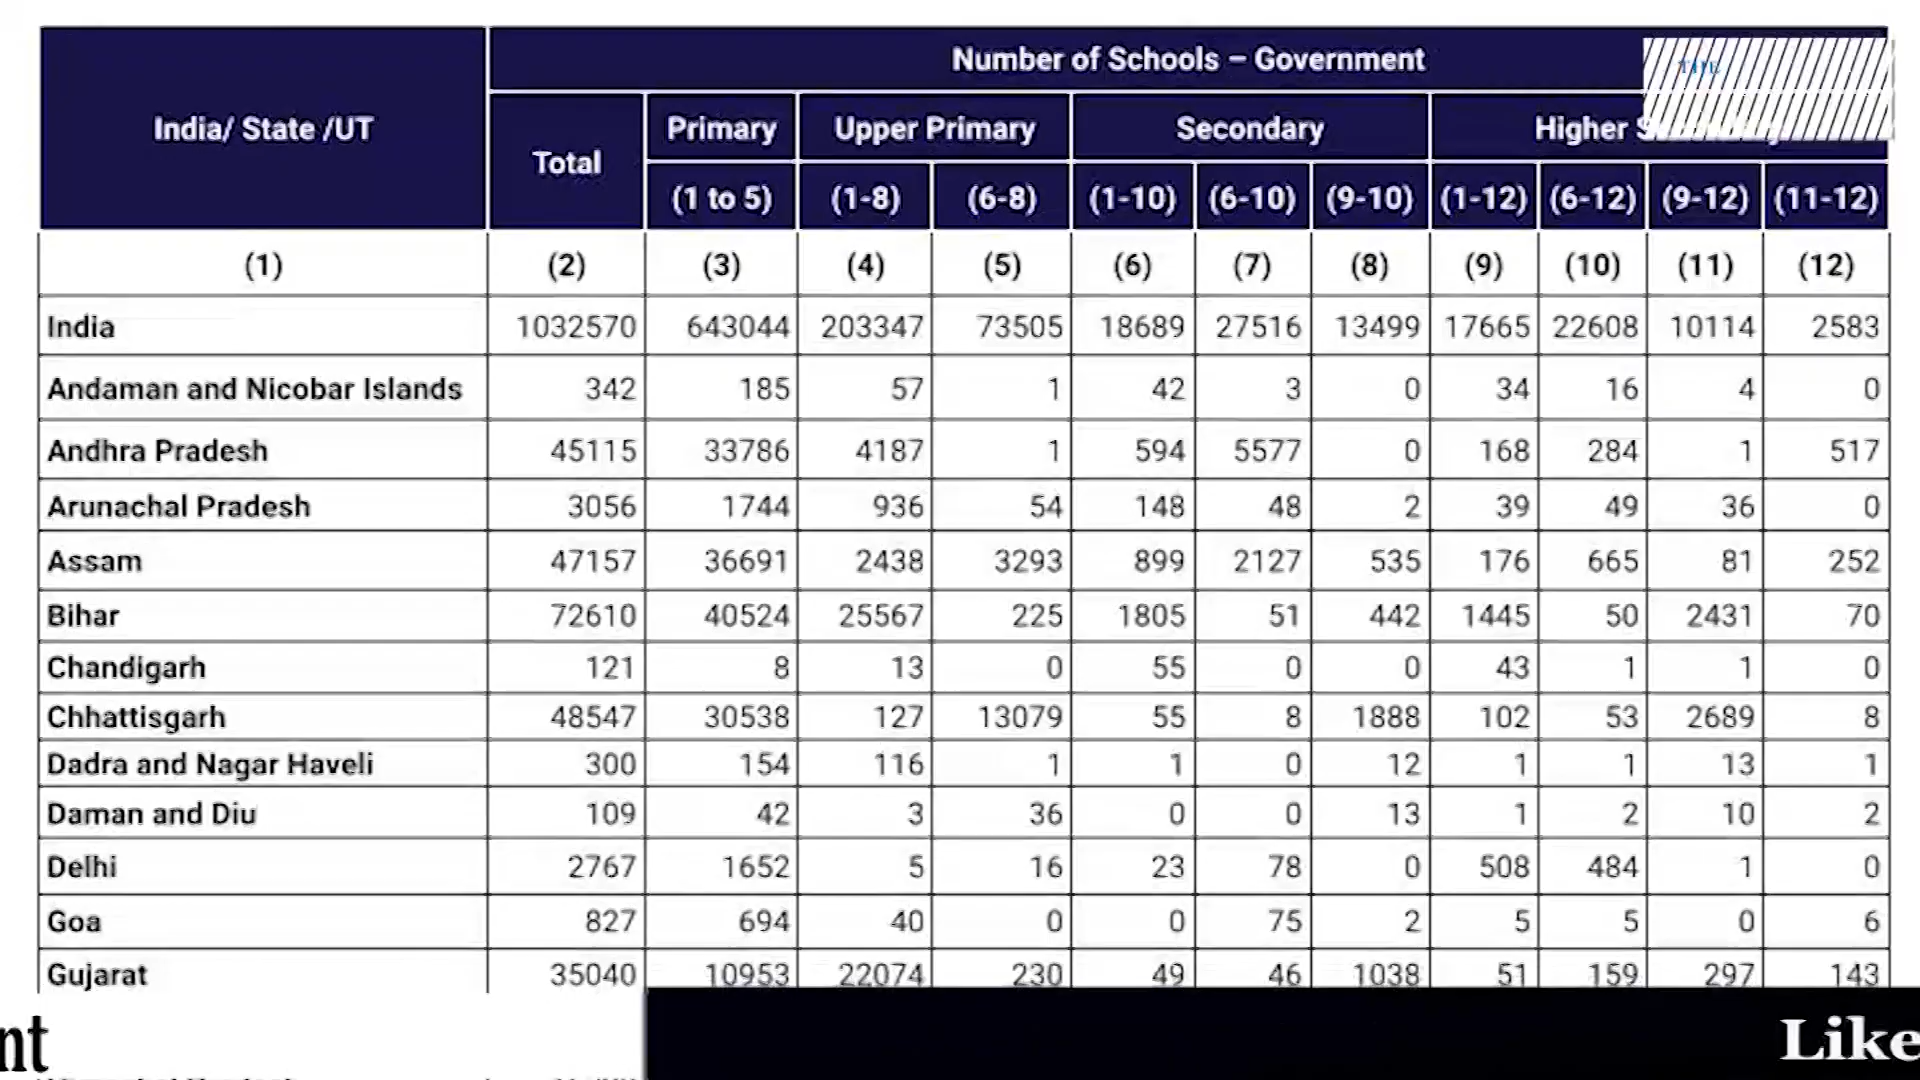 Number of Schools – Government
THE
India/ State /UT
Total
Primary
Upper Primary
Secondary
Higher
(1 to 5) (1-8) (6-8) (1-10) (6-10) (9-10) (1-12) (6-12) (9-12) (11-12)
(1) (2) (3) (4) (5) (6) (7) (8) (9) (10) (11) (12)
India 1032570 643044 203347 73505 18689 27516 13499 17665 22608 10114 2583
Andaman and Nicobar Islands 342 185 57 1 42 3 0 34 16 4 0
Andhra Pradesh 45115 33786 4187 1 594 5577 0 168 284 1 517
Arunachal Pradesh 3056 1744 936 54 148 48 2 39 49 36 0
Assam 47157 36691 2438 3293 899 2127 535 176 665 81 252
Bihar 72610 40524 25567 225 1805 51 442 1445 50 2431 70
Chandigarh 121 8 13 0 55 0 0 43 1 1 0
Chhattisgarh 48547 30538 127 13079 55 8 1888 102 53 2689 8
Dadra and Nagar Haveli 300 154 116 1 1 0 12 1 1 13 1
Daman and Diu 109 42 3 36 0 0 13 1 2 10 2
Delhi 2767 1652 5 16 23 78 0 508 484 1 0
Goa 827 694 40 0 0 75 2 5 5 0 6
Gujarat 35040 10953 22074 230 49 46 1038 51 159 297 143
nt
Like